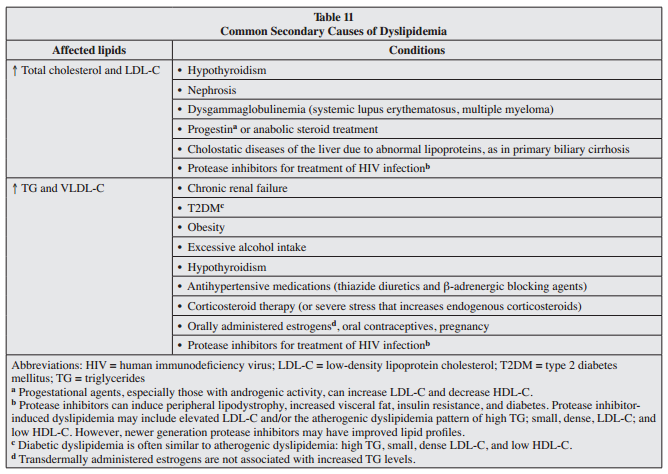 Table 11
Common Secondary Causes of Dyslipidemia
Affected lipids Conditions
↑ Total cholesterol and LDL-C • Hypothyroidism
• Nephrosis
• Dysgammaglobulinemia (systemic lupus erythematosus, multiple myeloma)
• Progestinᵃ or anabolic steroid treatment
• Cholostatic diseases of the liver due to abnormal lipoproteins, as in primary biliary cirrhosis
• Protease inhibitors for treatment of HIV infectionᵇ
↑ TG and VLDL-C • Chronic renal failure
• T2DMᶜ
• Obesity
• Excessive alcohol intake
• Hypothyroidism
• Antihypertensive medications (thiazide diuretics and β-adrenergic blocking agents)
• Corticosteroid therapy (or severe stress that increases endogenous corticosteroids)
• Orally administered estrogensᵈ, oral contraceptives, pregnancy
• Protease inhibitors for treatment of HIV infectionᵇ
Abbreviations: HIV = human immunodeficiency virus; LDL-C = low-density lipoprotein cholesterol; T2DM = type 2 diabetes
mellitus; TG = triglycerides
ᵃ Progestational agents, especially those with androgenic activity, can increase LDL-C and decrease HDL-C.
ᵇ Protease inhibitors can induce peripheral lipodystrophy, increased visceral fat, insulin resistance, and diabetes. Protease inhibitor-
induced dyslipidemia may include elevated LDL-C and/or the atherogenic dyslipidemia pattern of high TG; small, dense, LDL-C; and
low HDL-C. However, newer generation protease inhibitors may have improved lipid profiles.
ᶜ Diabetic dyslipidemia is often similar to atherogenic dyslipidemia: high TG, small, dense LDL-C, and low HDL-C.
ᵈ Transdermally administered estrogens are not associated with increased TG levels.